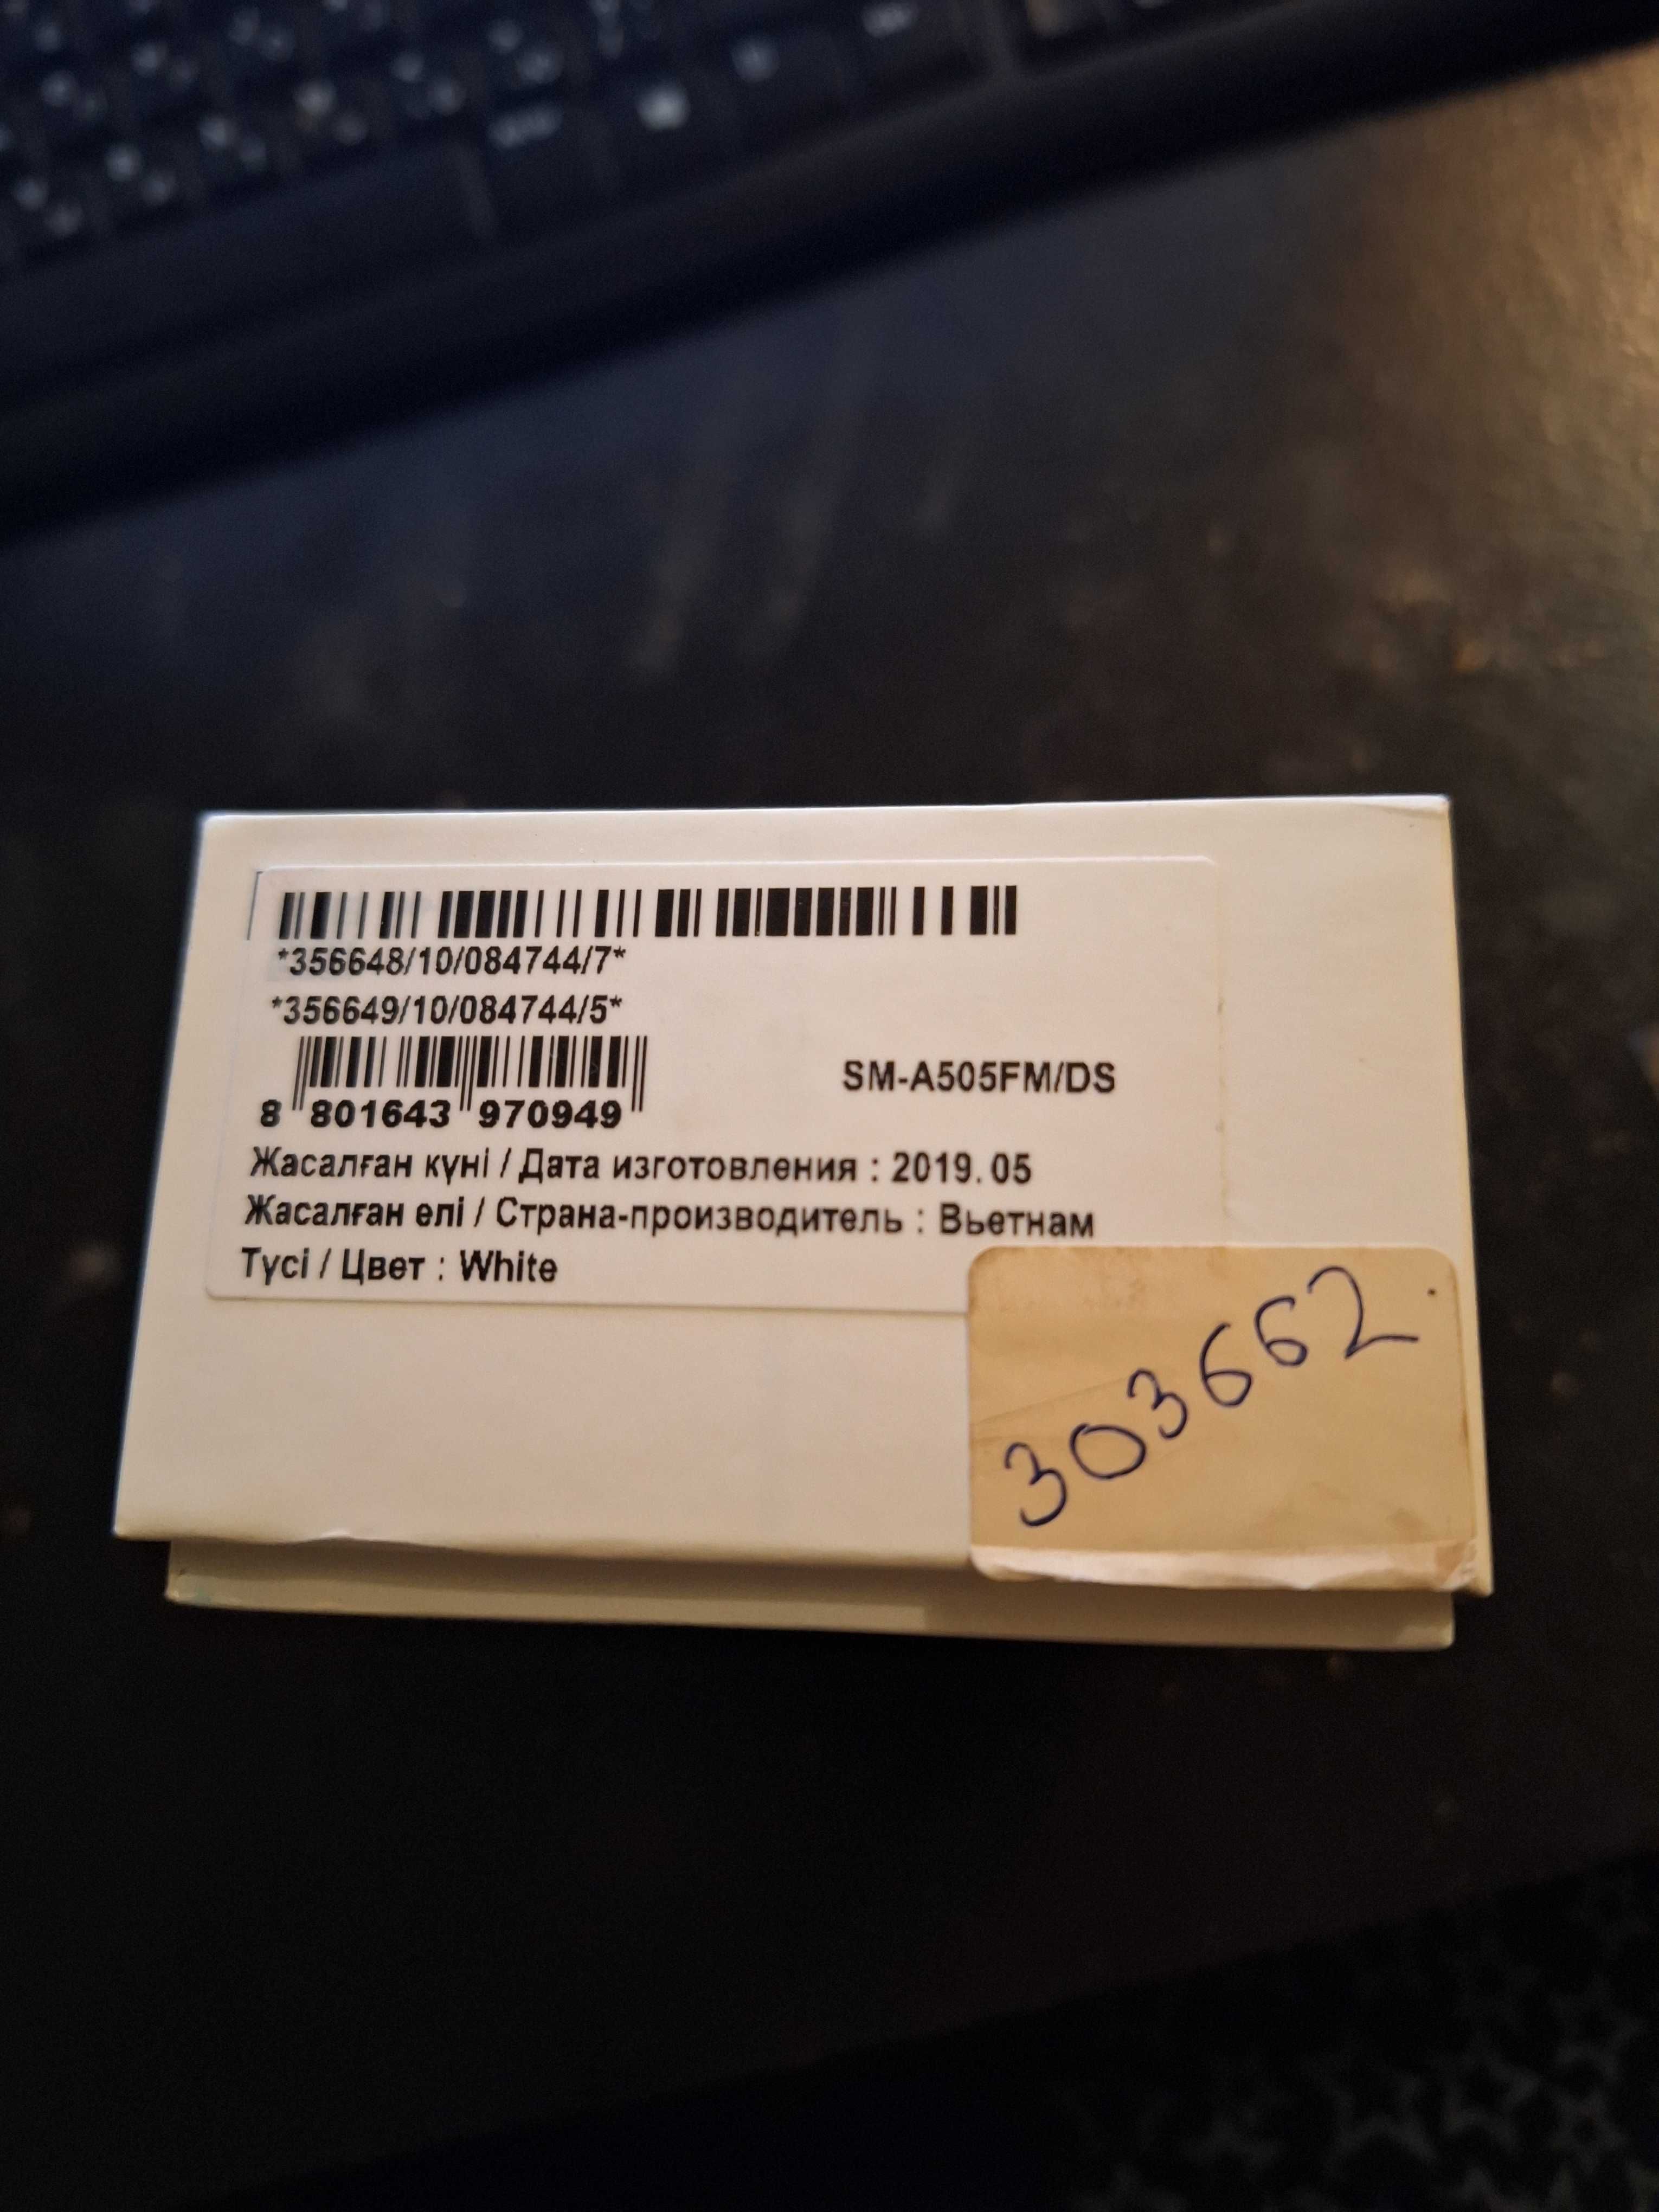 *356648/10/084744/7*
*356649/10/084744/5*
8 801643 970949
SM-A505FM/DS
Жасалған күні / Дата изготовления : 2019.05
Жасалған елі / Страна-производитель : Вьетнам
Түсі / Цвет : White
303662